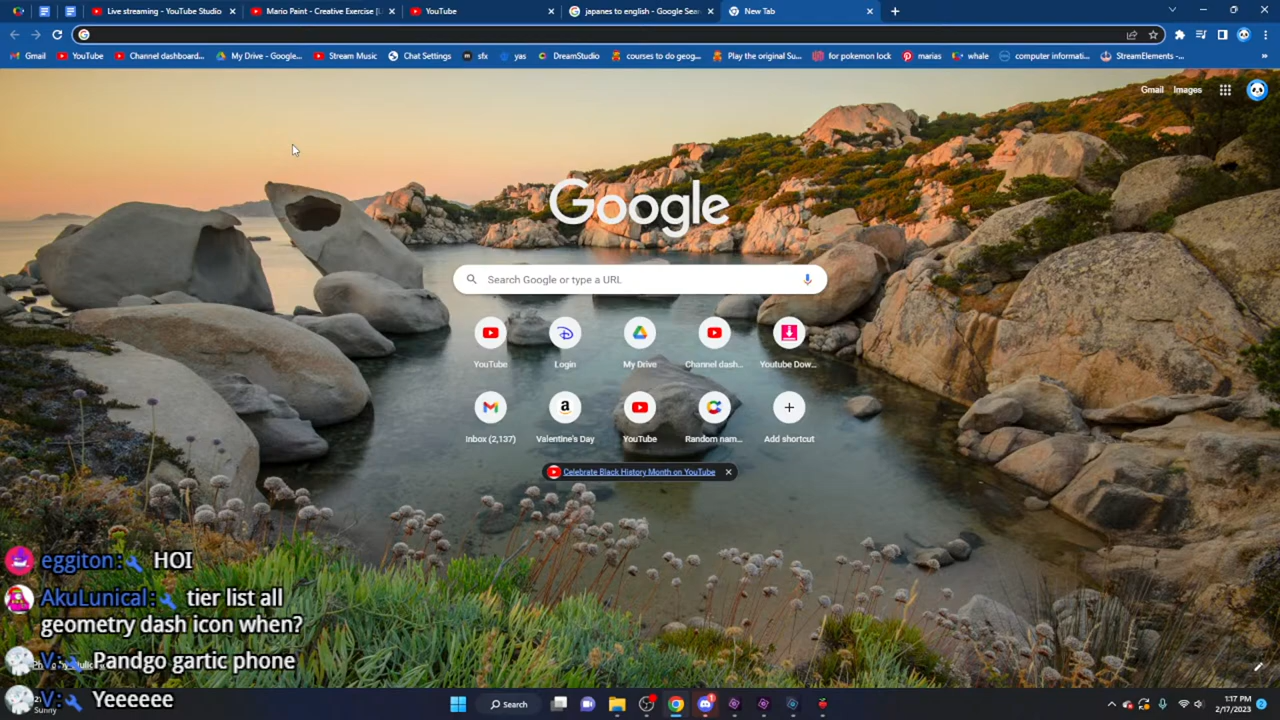 Live streaming - YouTube Studio
Mario Paint - Creative Exercise [L
YouTube
japanes to english - Google Sear
New Tab
Gmail
YouTube
Channel dashboard...
My Drive - Google...
Stream Music
Chat Settings
sfx
yas
DreamStudio
courses to do geog...
Play the original Su...
for pokemon lock
marias
whale
computer informati...
StreamElements -...
Gmail
Images
Google
Search Google or type a URL
YouTube
Login
My Drive
Channel dash...
Youtube Dow...
Inbox (2,137)
Valentine's Day
YouTube
Random nam...
Add shortcut
Celebrate Black History Month on YouTube
eggiton: HOI
AkuLunical: tier list all
geometry dash icon when?
V: Pandgo gartic phone
V: Yeeeeee
Sunny
Search
1:17 PM
2/17/2023